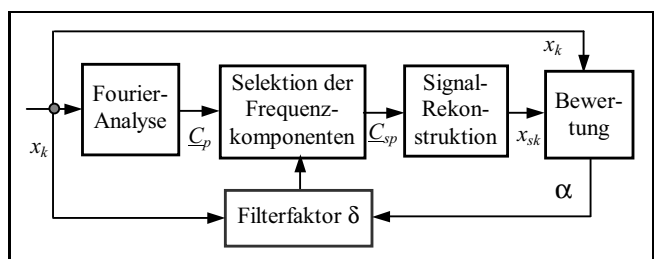 x_k
Fourier-
Analyse
C_p
Selektion der
Frequenz-
komponenten
C_sp
Signal-
Rekon-
struktion
x_sk
x_k
Bewer-
tung
α
Filterfaktor δ